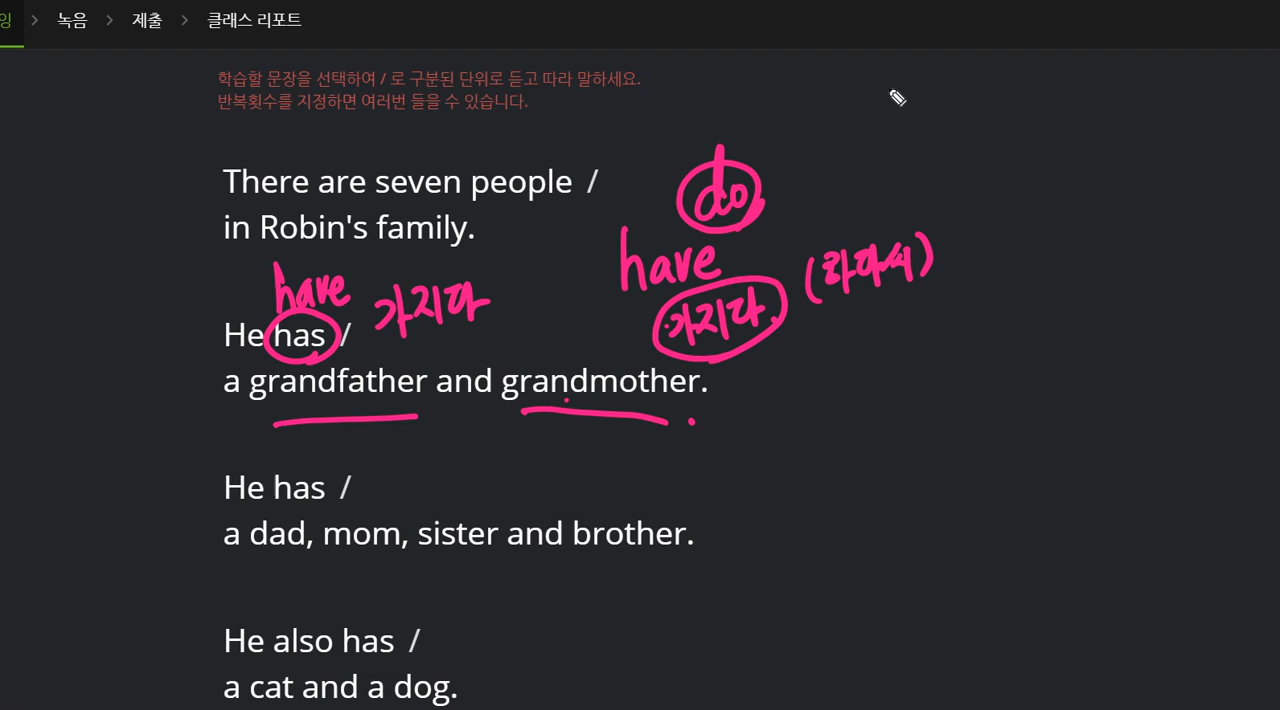 잉 > 녹음 > 제출 > 클래스 리포트
학습할 문장을 선택하여 / 로 구분된 단위로 듣고 따라 말하세요.
반복횟수를 지정하면 여러번 들을 수 있습니다.
There are seven people /
do
in Robin's family.
have
(하다씨)
have 가지다
가지다.
He has /
a grandfather and grandmother.
He has /
a dad, mom, sister and brother.
He also has /
a cat and a dog.